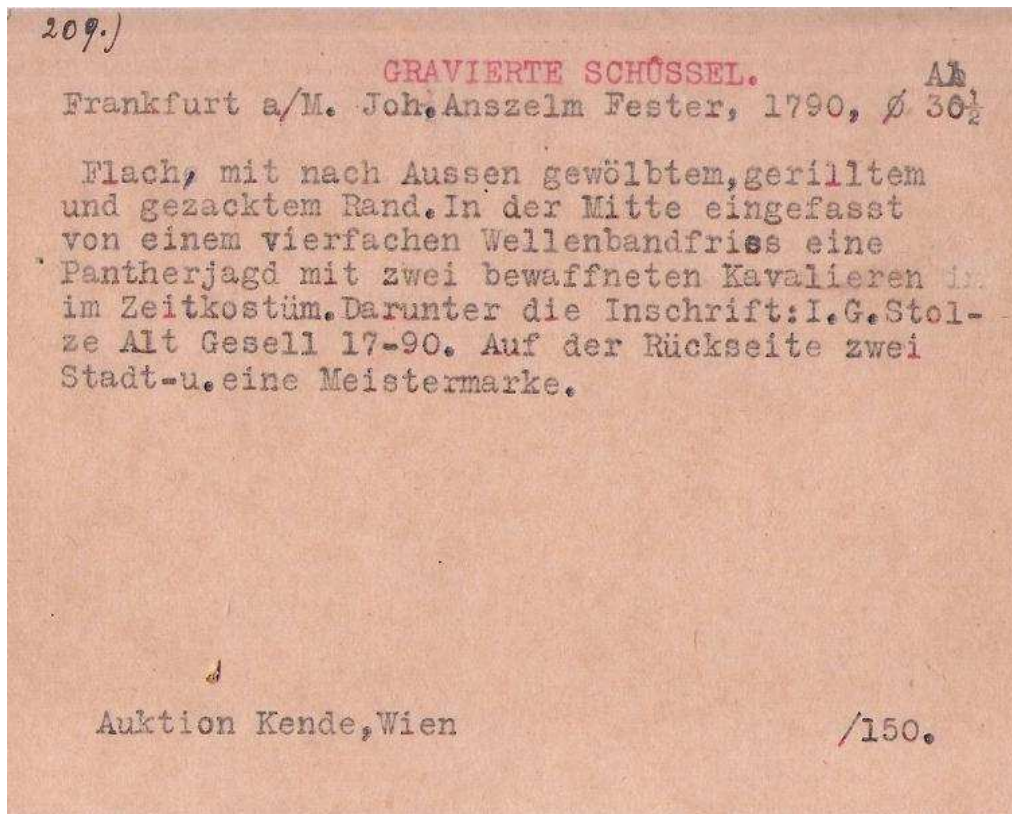 209.)
GRAVIERTE SCHÜSSEL. Ab
Frankfurt a/M. Joh.Anszelm Fester, 1790, Ø 30½
Flach, mit nach Aussen gewölbtem,gerilltem
und gezacktem Rand.In der Mitte eingefasst
von einem vierfachen Wellenbandfries eine
Pantherjagd mit zwei bewaffneten Kavalieren in
im Zeitkostüm.Darunter die Inschrift:I.G.Stol-
ze Alt Gesell 17-90. Auf der Rückseite zwei
Stadt-u.eine Meistermarke.
Auktion Kende,Wien /150.